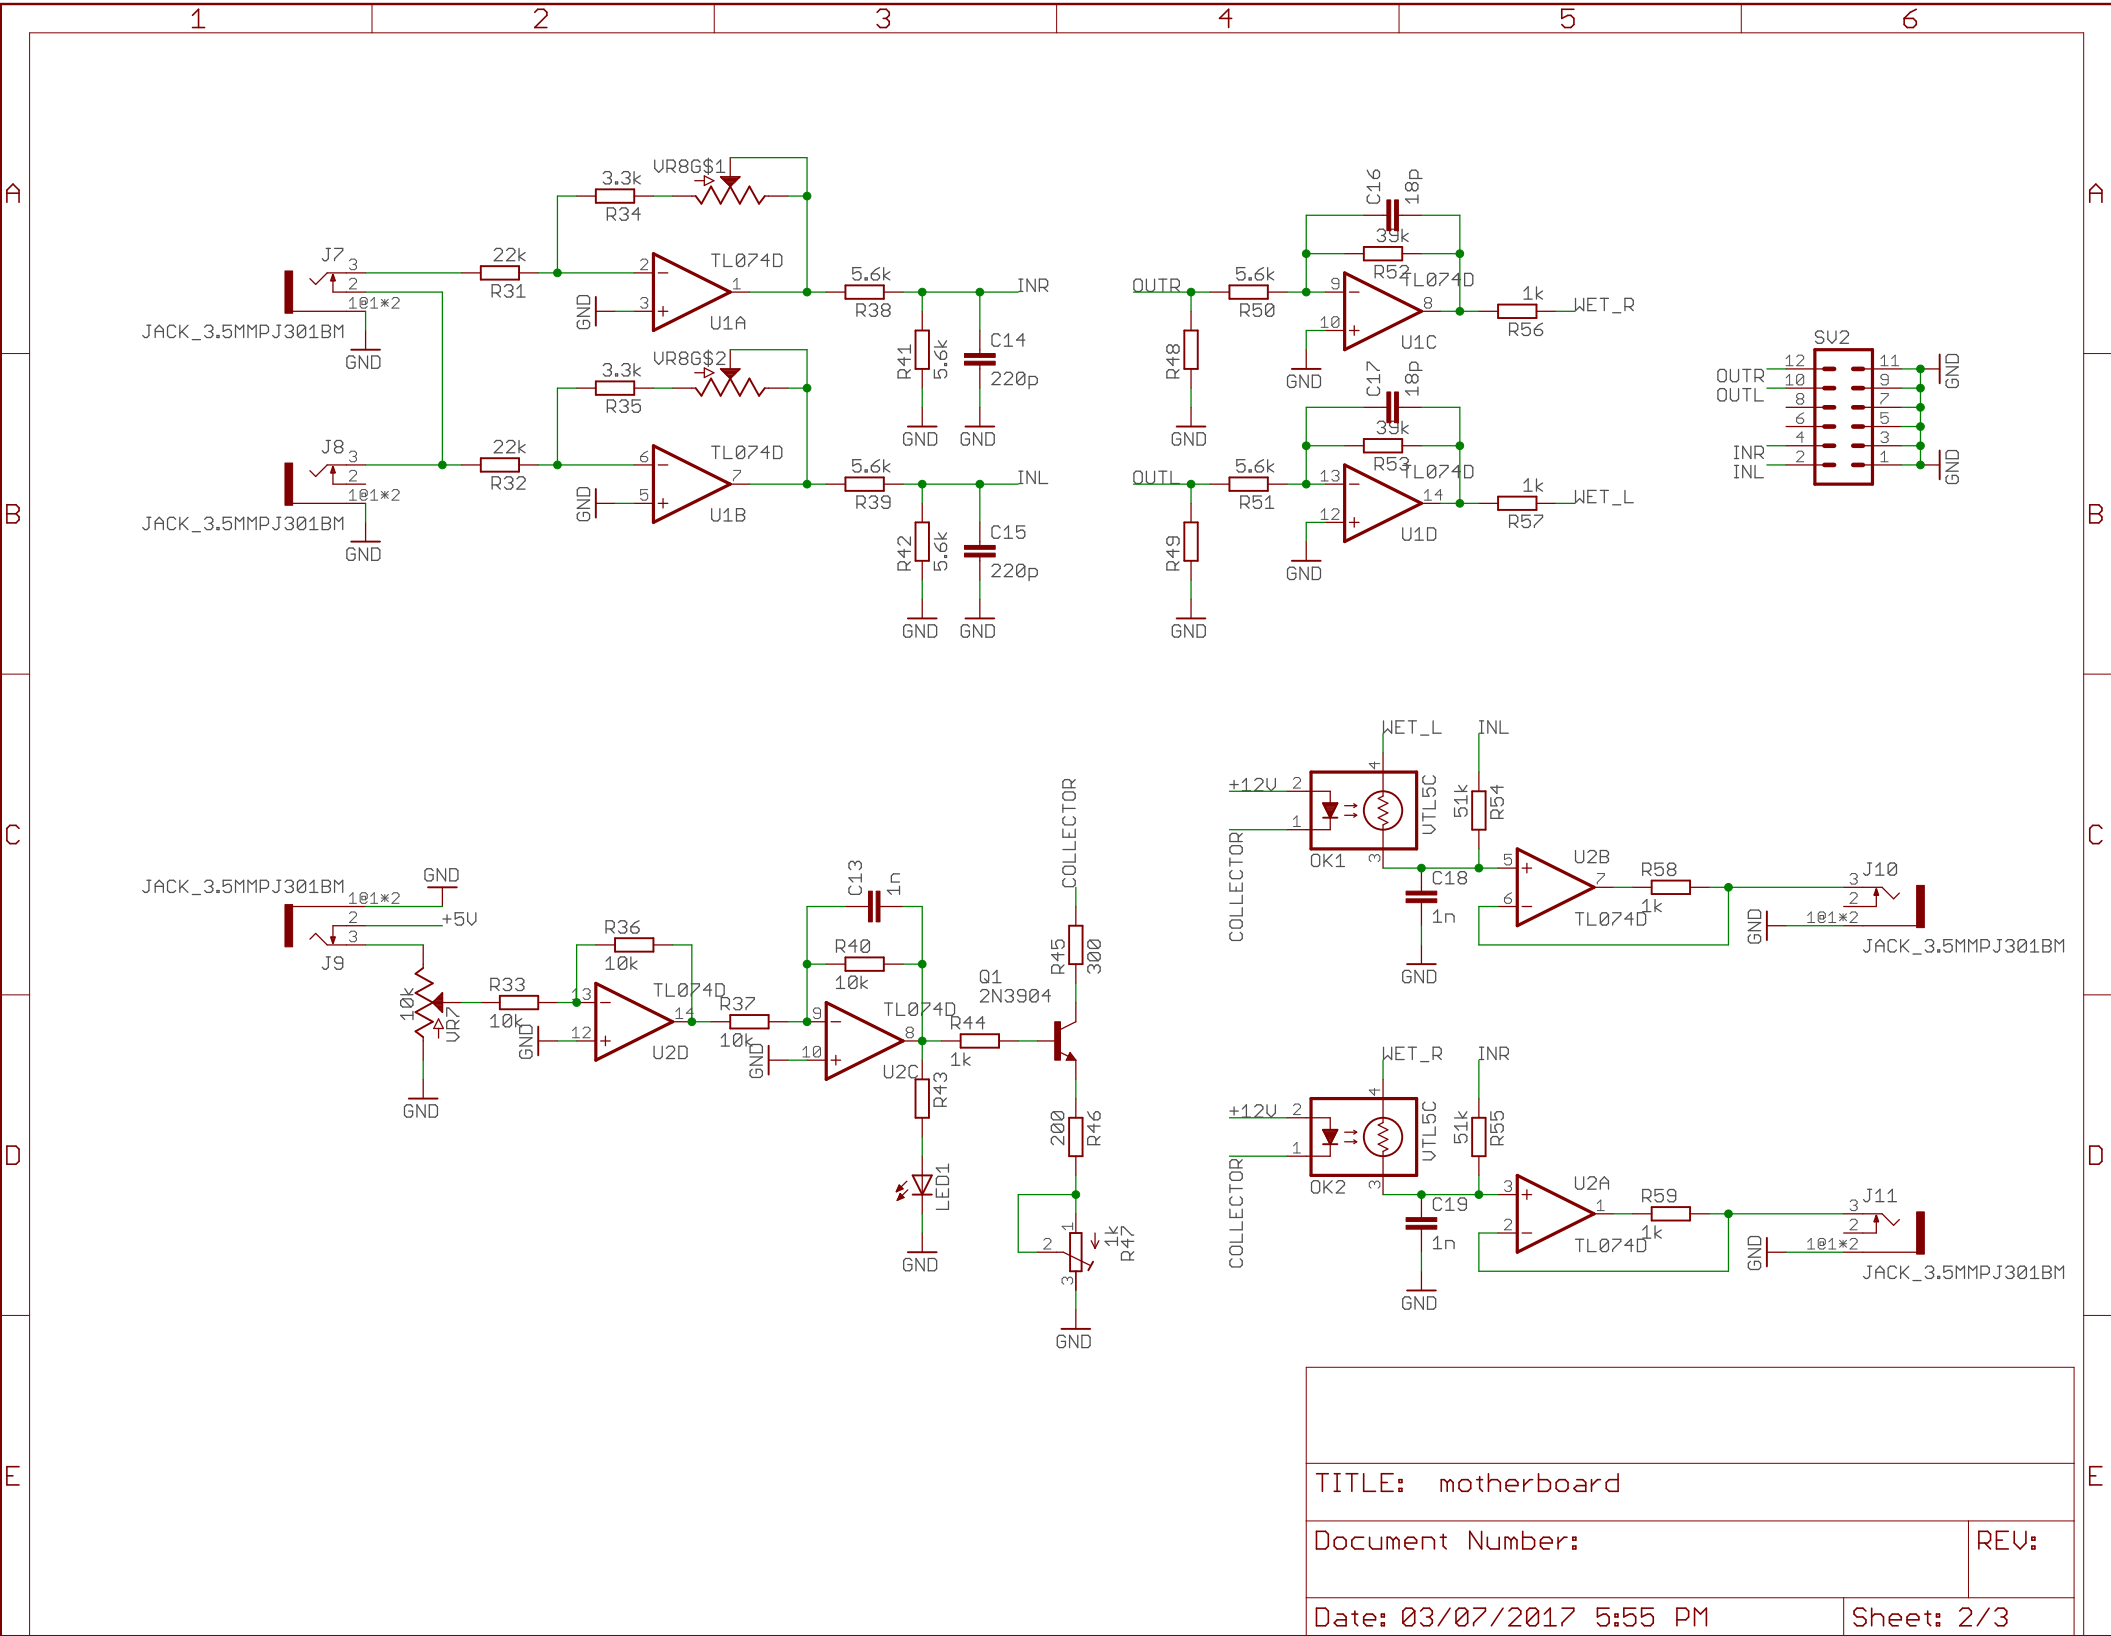 1 2 3 4 5 6
A A
B B
C C
D D
E E
J7
3
2
1@1*2
JACK_3.5MMPJ301BM
GND
22k
R31
3.3k
R34
VR8G$1
2
3
1
TL074D
U1A
GND
5.6k
R38
INR
R41
5.6k
C14
220p
GND
GND
J8
3
2
1@1*2
JACK_3.5MMPJ301BM
GND
22k
R32
3.3k
R35
VR8G$2
6
5
7
TL074D
U1B
GND
5.6k
R39
INL
R42
5.6k
C15
220p
GND
GND
OUTR
R48
GND
5.6k
R50
C16
18p
39k
R52
TL074D
9
10
8
U1C
GND
1k
R56
WET_R
OUTL
R49
GND
5.6k
R51
C17
18p
39k
R53
TL074D
13
12
14
U1D
GND
1k
R57
WET_L
SV2
OUTR 12 11 GND
OUTL 10 9
8 7
6 5
INR 4 3
INL 2 1 GND
JACK_3.5MMPJ301BM
1@1*2
GND
2
+5V
3
J9
10k
VR7
GND
R33
10k
GND
R36
10k
13
12
14
TL074D
U2D
R37
10k
GND
C13
1n
R40
10k
9
10
8
TL074D
U2C
R43
LED1
GND
R44
1k
Q1
2N3904
COLLECTOR
R45
300
200
R46
1
2
3
1k
R47
GND
WET_L
INL
+12V
2
1
4
3
COLLECTOR
OK1
VTL5C
51k
R54
C18
1n
GND
5
6
7
U2B
TL074D
R58
1k
J10
3
2
1@1*2
GND
JACK_3.5MMPJ301BM
WET_R
INR
+12V
2
1
4
3
COLLECTOR
OK2
VTL5C
51k
R55
C19
1n
GND
3
2
1
U2A
TL074D
R59
1k
J11
3
2
1@1*2
GND
JACK_3.5MMPJ301BM
TITLE: motherboard
Document Number:
REV:
Date: 03/07/2017 5:55 PM
Sheet: 2/3